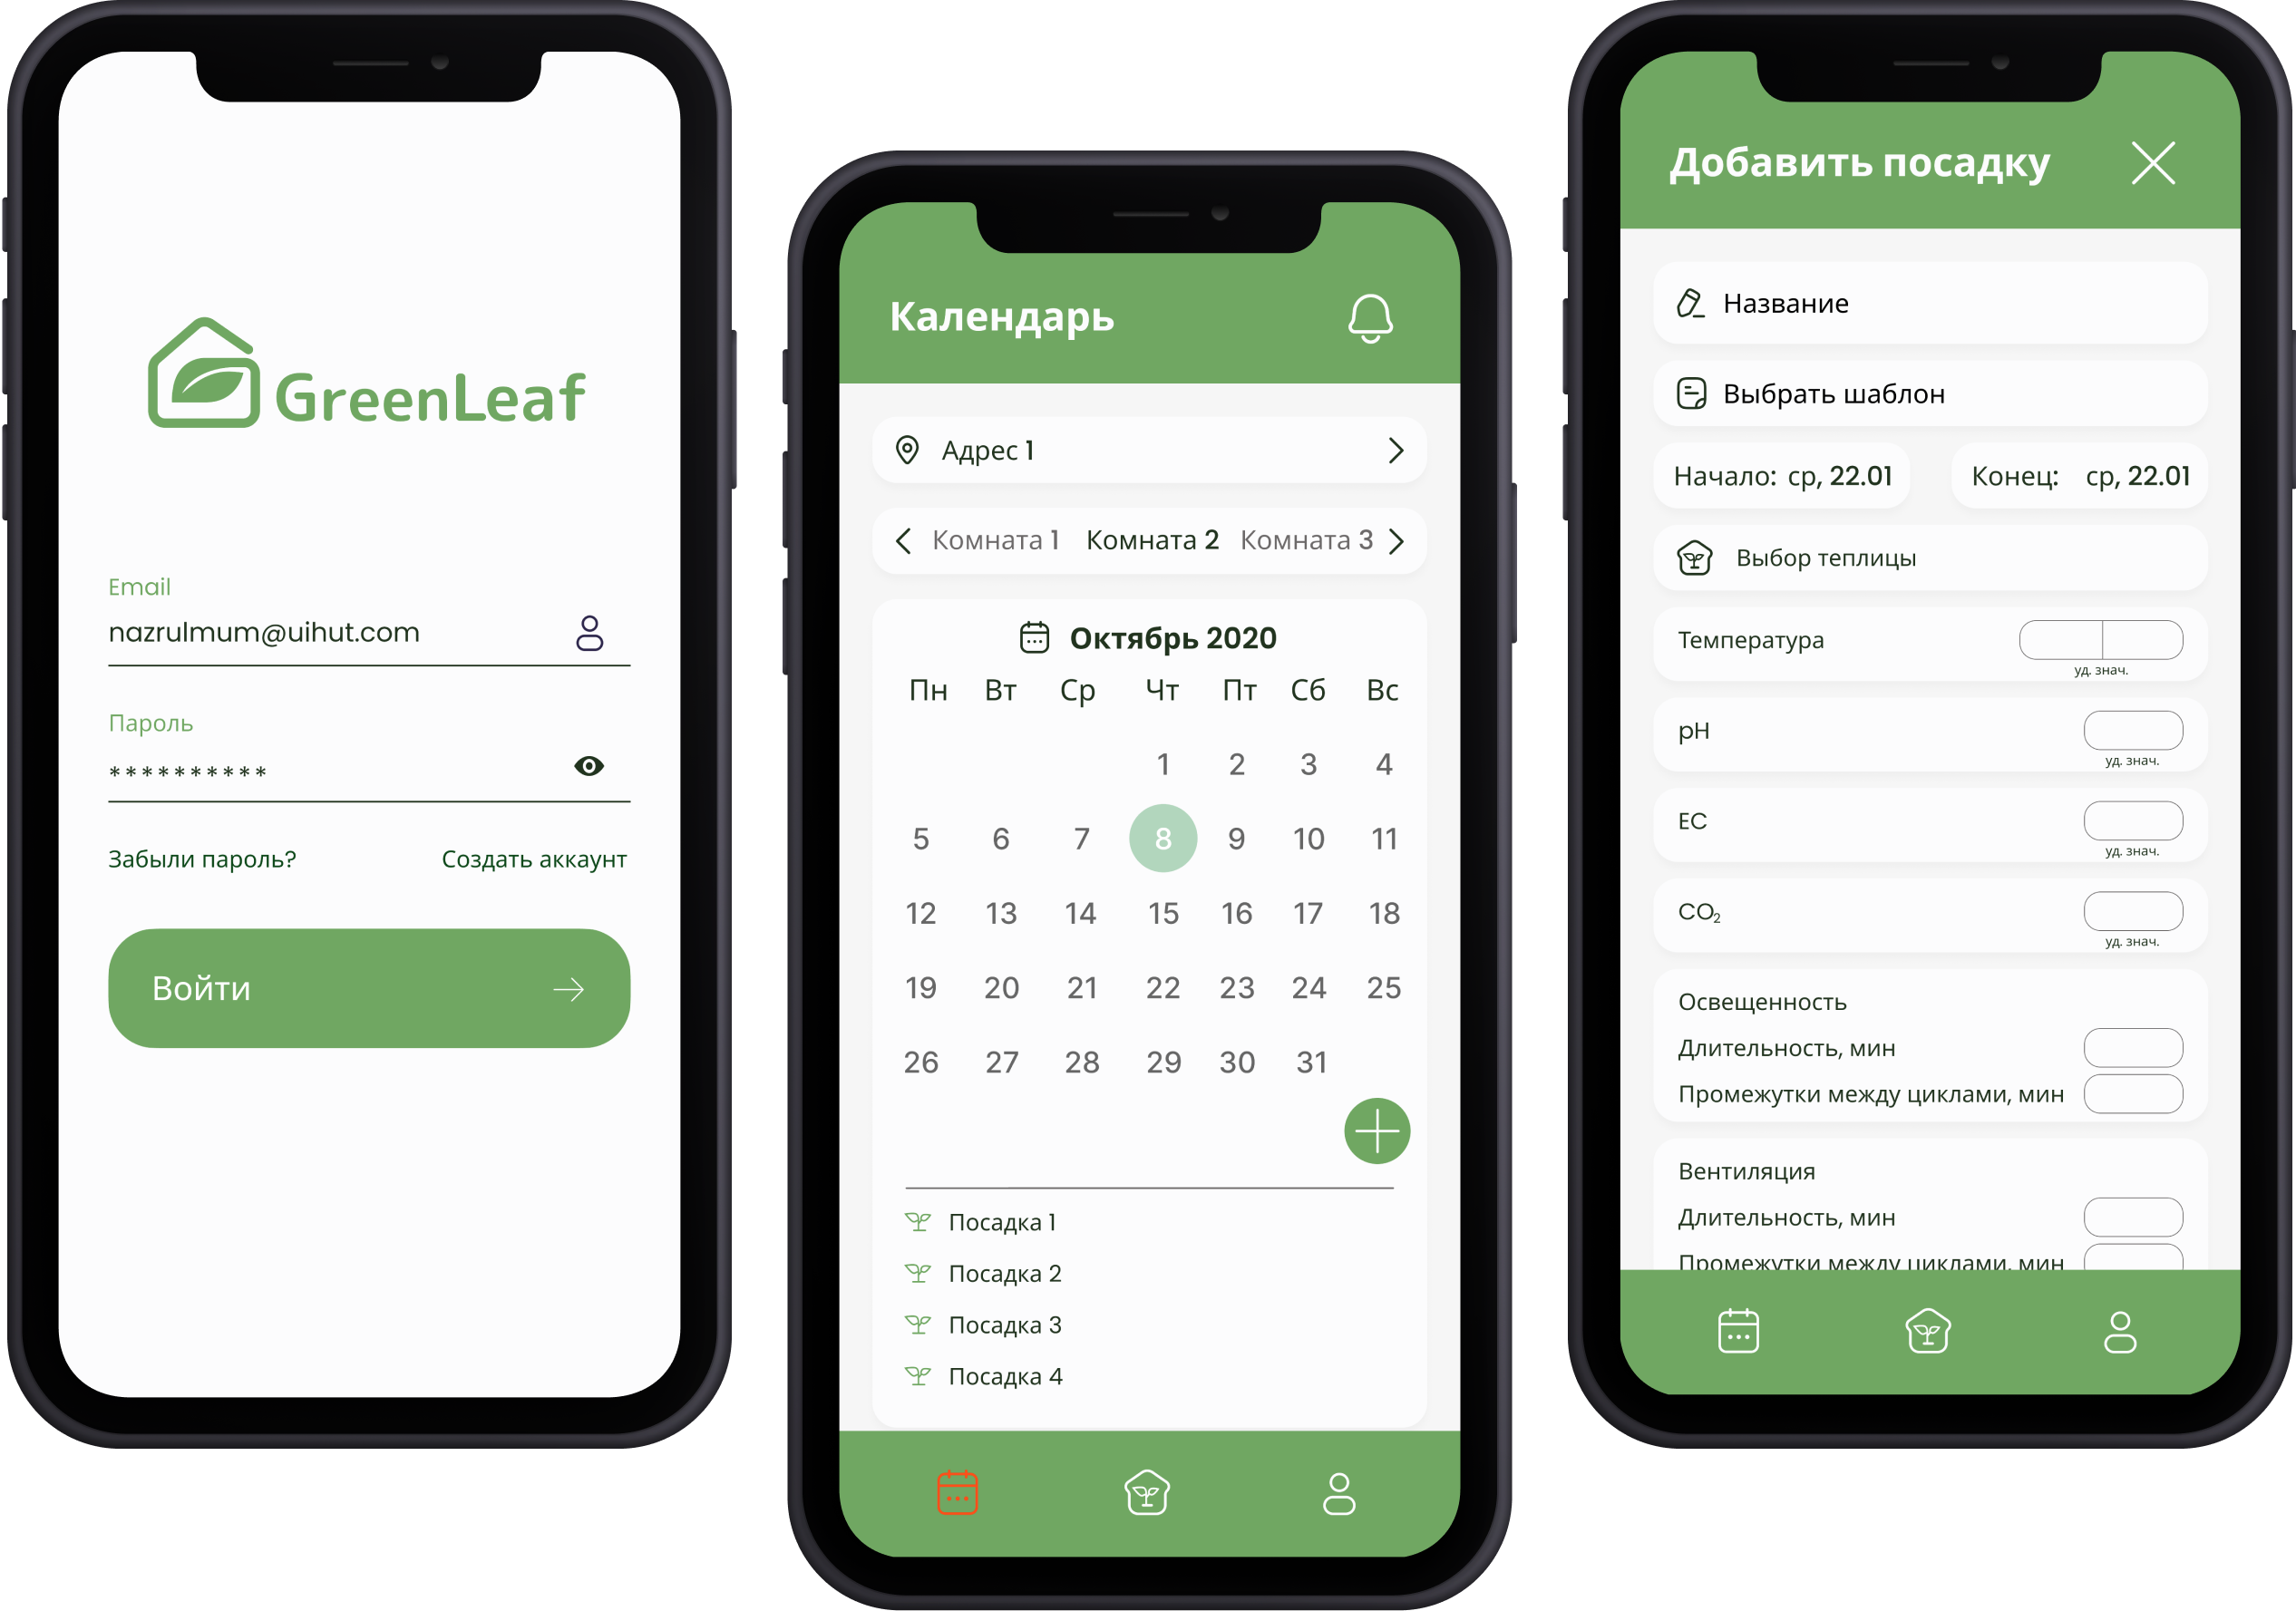 GreenLeaf
Email
nazrulmum@uihut.com
Пароль
**********
Забыли пароль? Создать аккаунт
Войти
Календарь
Адрес 1
Комната 1 Комната 2 Комната 3
Октябрь 2020
Пн Вт Ср Чт Пт Сб Вс
1 2 3 4
5 6 7 8 9 10 11
12 13 14 15 16 17 18
19 20 21 22 23 24 25
26 27 28 29 30 31
Посадка 1
Посадка 2
Посадка 3
Посадка 4
Добавить посадку
Название
Выбрать шаблон
Начало: ср, 22.01 Конец: ср, 22.01
Выбор теплицы
Температура
уд. знач.
pH
уд. знач.
EC
уд. знач.
CO₂
уд. знач.
Освещенность
Длительность, мин
Промежутки между циклами, мин
Вентиляция
Длительность, мин
Промежутки между циклами, мин